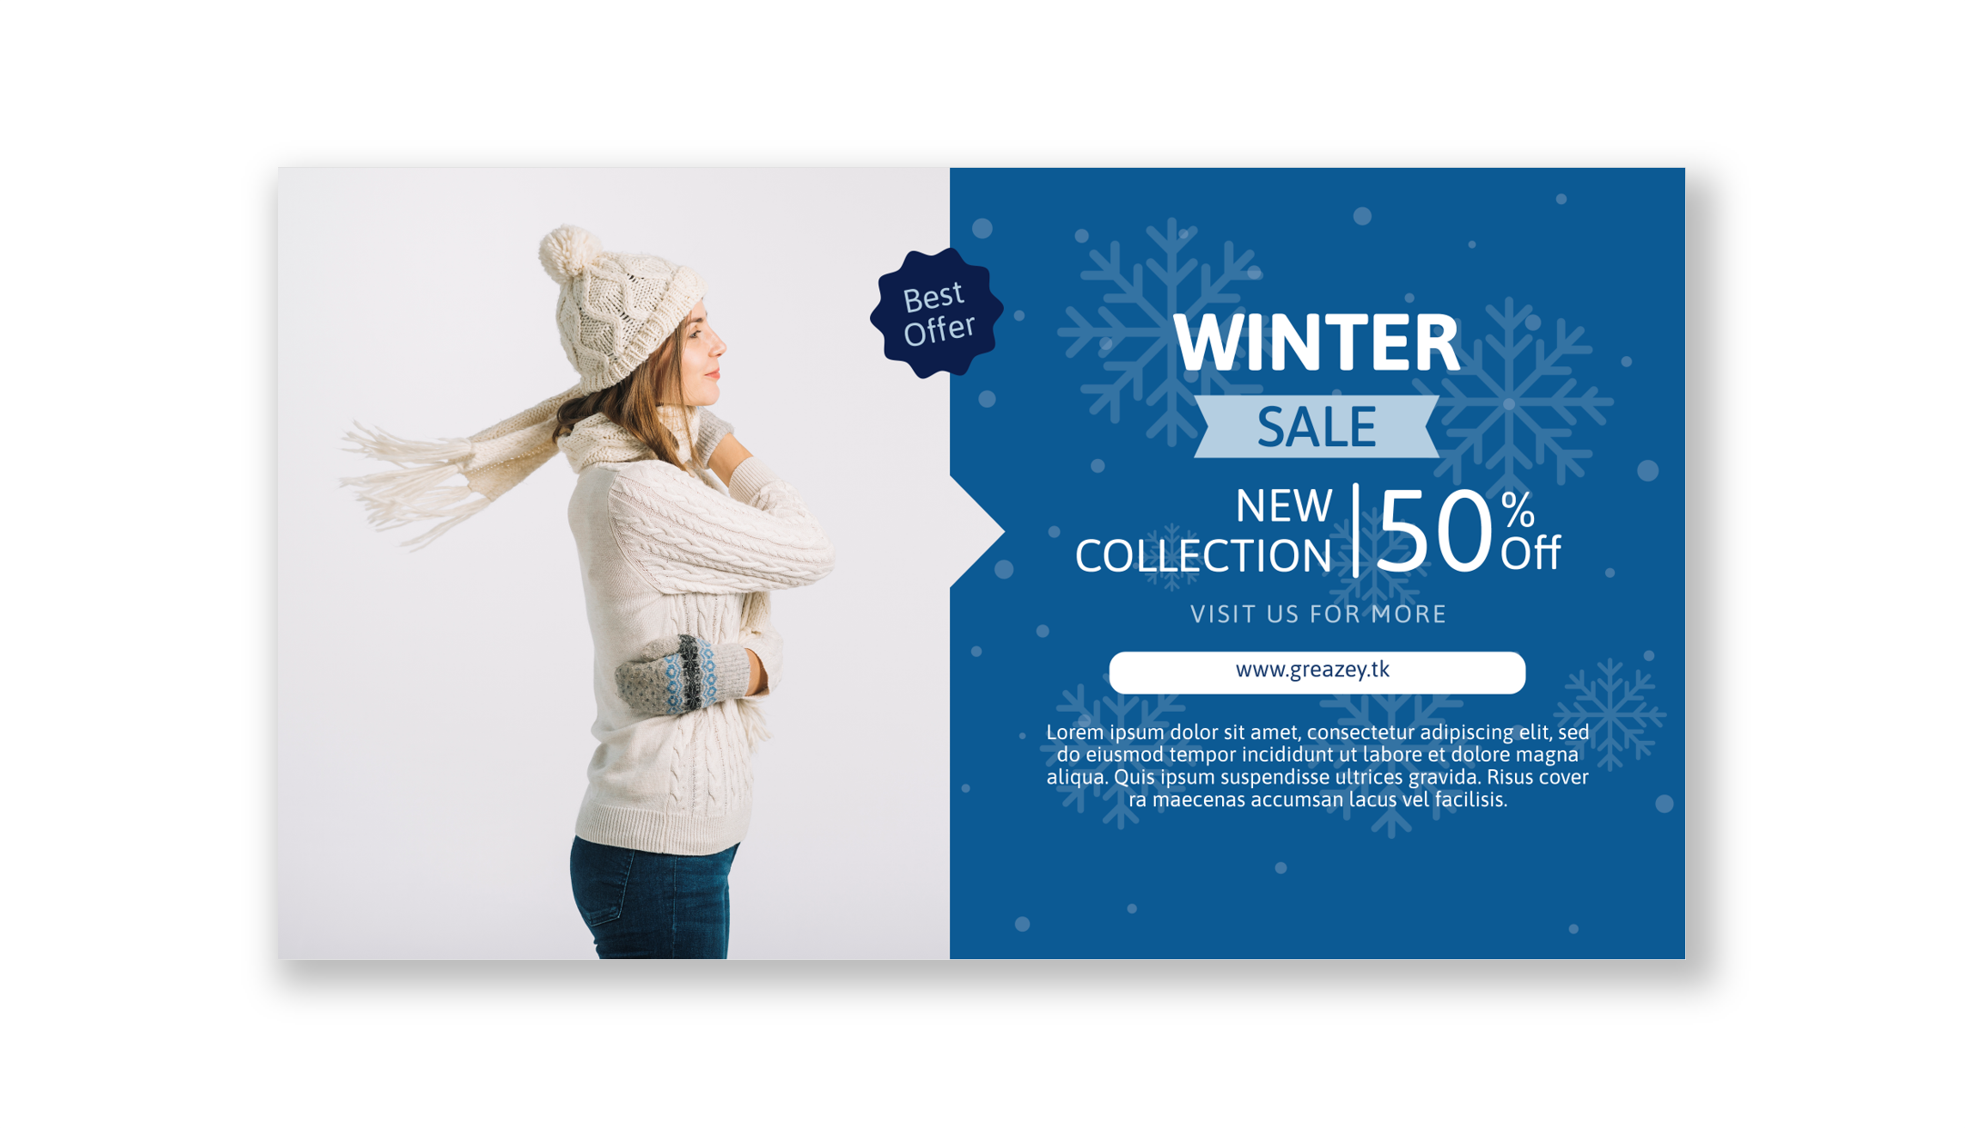 Best
Offer
WINTER
SALE
NEW
COLLECTION
50%
Off
VISIT US FOR MORE
www.greazey.tk
Lorem ipsum dolor sit amet, consectetur adipiscing elit, sed
do eiusmod tempor incididunt ut labore et dolore magna
aliqua. Quis ipsum suspendisse ultrices gravida. Risus cover
ra maecenas accumsan lacus vel facilisis.